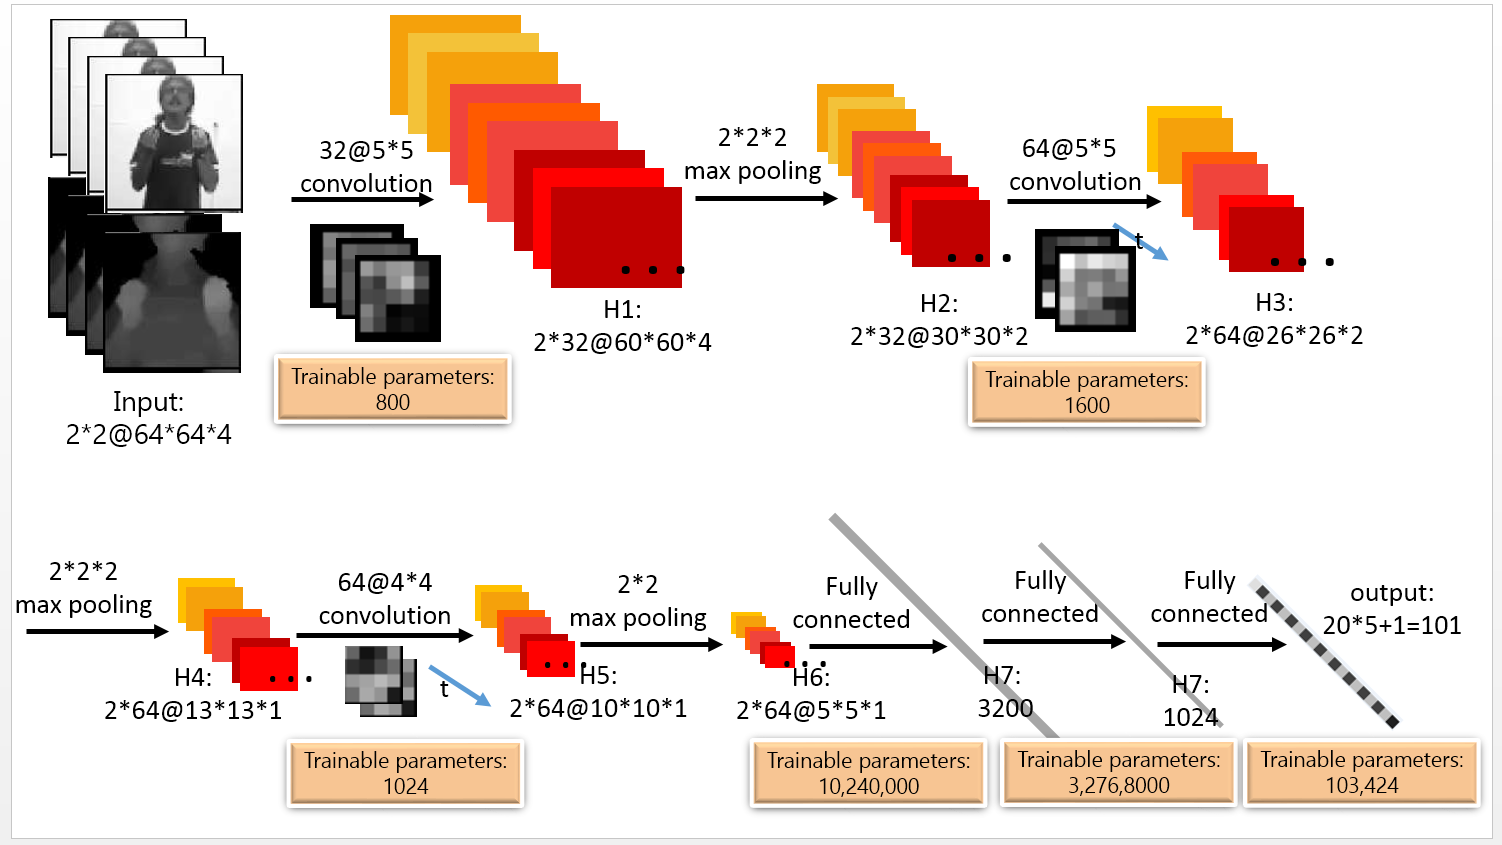 32@5*5
convolution
2*2*2
max pooling
64@5*5
convolution
t
. . .
. . .
. . .
H1:
2*32@60*60*4
H2:
2*32@30*30*2
H3:
2*64@26*26*2
Input:
2*2@64*64*4
Trainable parameters:
800
Trainable parameters:
1600
2*2*2
max pooling
64@4*4
convolution
2*2
max pooling
Fully
connected
Fully
connected
Fully
connected
output:
20*5+1=101
. . .
. . .
. . .
t
H4:
2*64@13*13*1
H5:
2*64@10*10*1
H6:
2*64@5*5*1
H7:
3200
H7:
1024
Trainable parameters:
1024
Trainable parameters:
10,240,000
Trainable parameters:
3,276,8000
Trainable parameters:
103,424